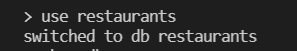 > use restaurants
switched to db restaurants